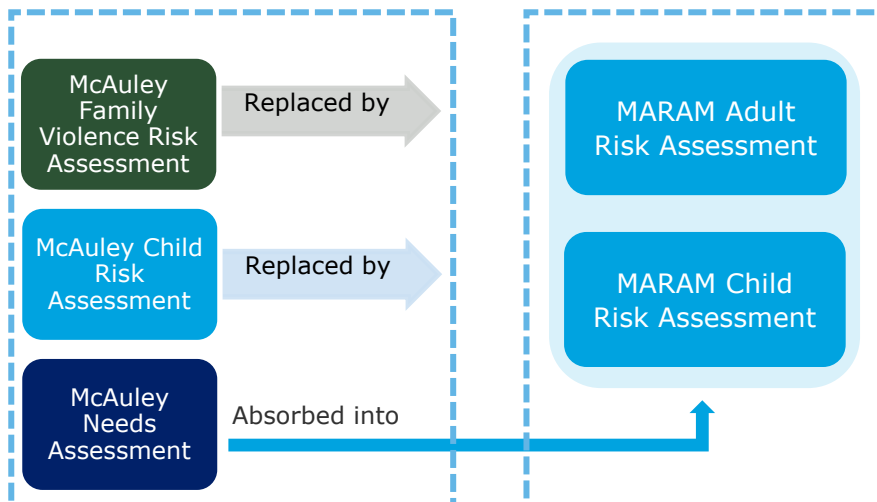 McAuley
Family
Violence Risk
Assessment
Replaced by
MARAM Adult
Risk Assessment
McAuley Child
Risk
Assessment
Replaced by
MARAM Child
Risk Assessment
McAuley
Needs
Assessment
Absorbed into